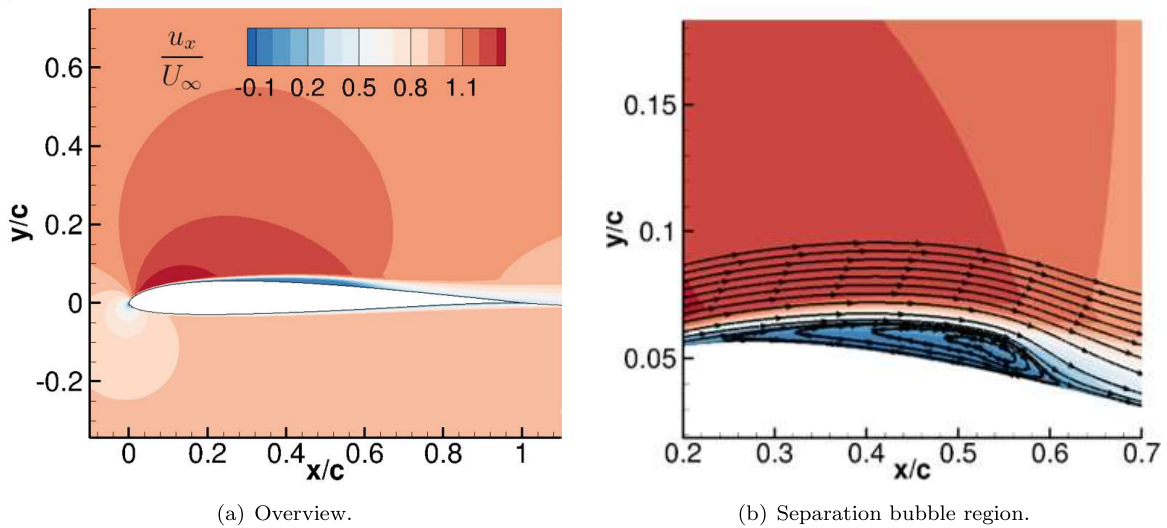 u_x
U_∞
-0.1 0.2 0.5 0.8 1.1
0.6
0.4
0.2
0
-0.2
y/c
0 0.2 0.4 0.6 0.8 1
x/c
(a) Overview.
0.15
0.1
0.05
y/c
0.2 0.3 0.4 0.5 0.6 0.7
x/c
(b) Separation bubble region.